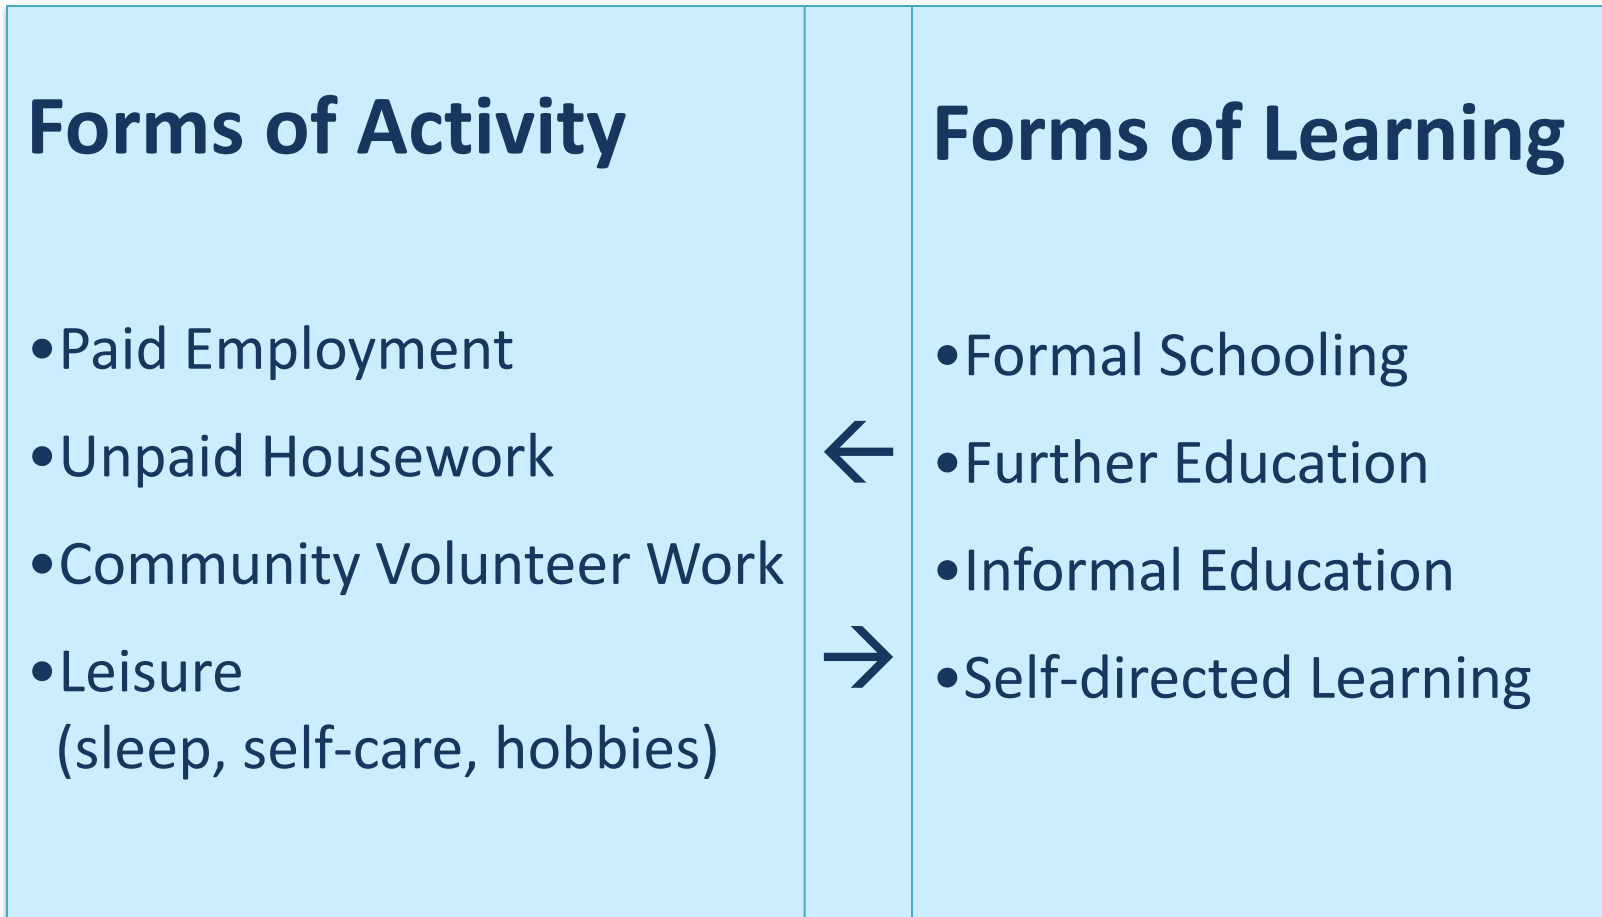 Forms of Activity
•Paid Employment
•Unpaid Housework
•Community Volunteer Work
•Leisure
(sleep, self-care, hobbies)
←
→
Forms of Learning
•Formal Schooling
•Further Education
•Informal Education
•Self-directed Learning